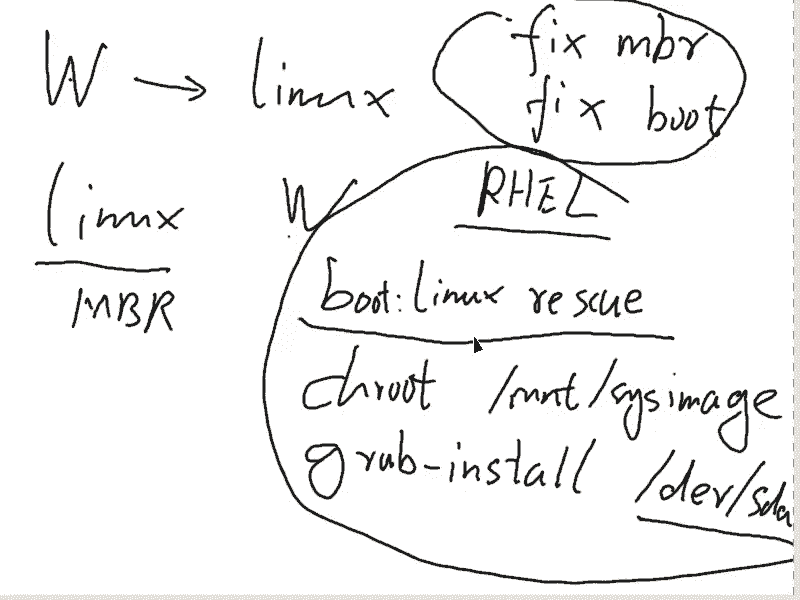 W → linux
fix mbr
fix boot
linux W
MBR
RHEL
boot: linux rescue
chroot /mnt/sysimage
grub-install /dev/sda